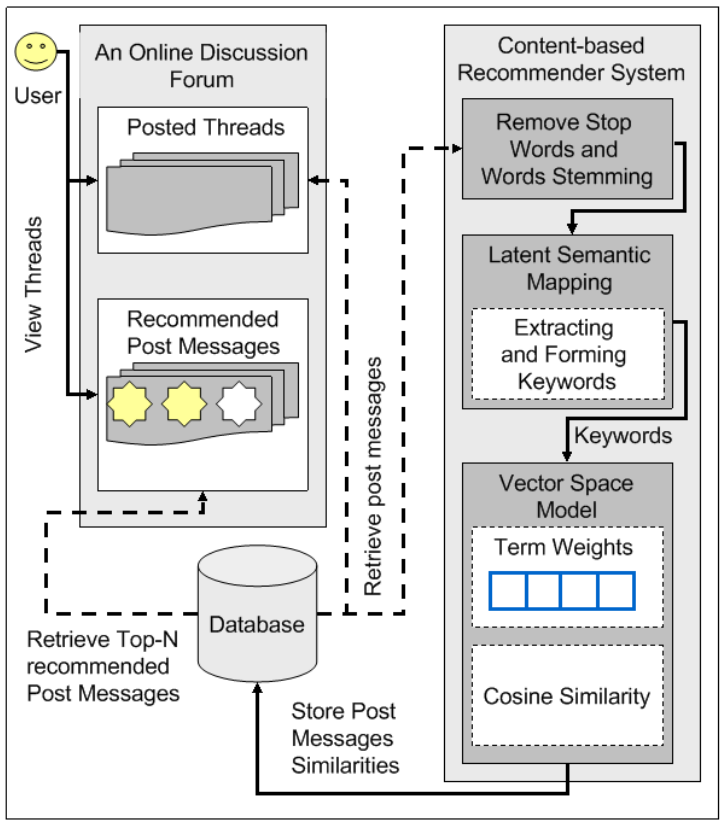 User
View Threads
An Online Discussion
Forum
Posted Threads
Recommended
Post Messages
Retrieve post messages
Database
Retrieve Top-N
recommended
Post Messages
Store Post
Messages
Similarities
Content-based
Recommender System
Remove Stop
Words and
Words Stemming
Latent Semantic
Mapping
Extracting
and Forming
Keywords
Keywords
Vector Space
Model
Term Weights
Cosine Similarity